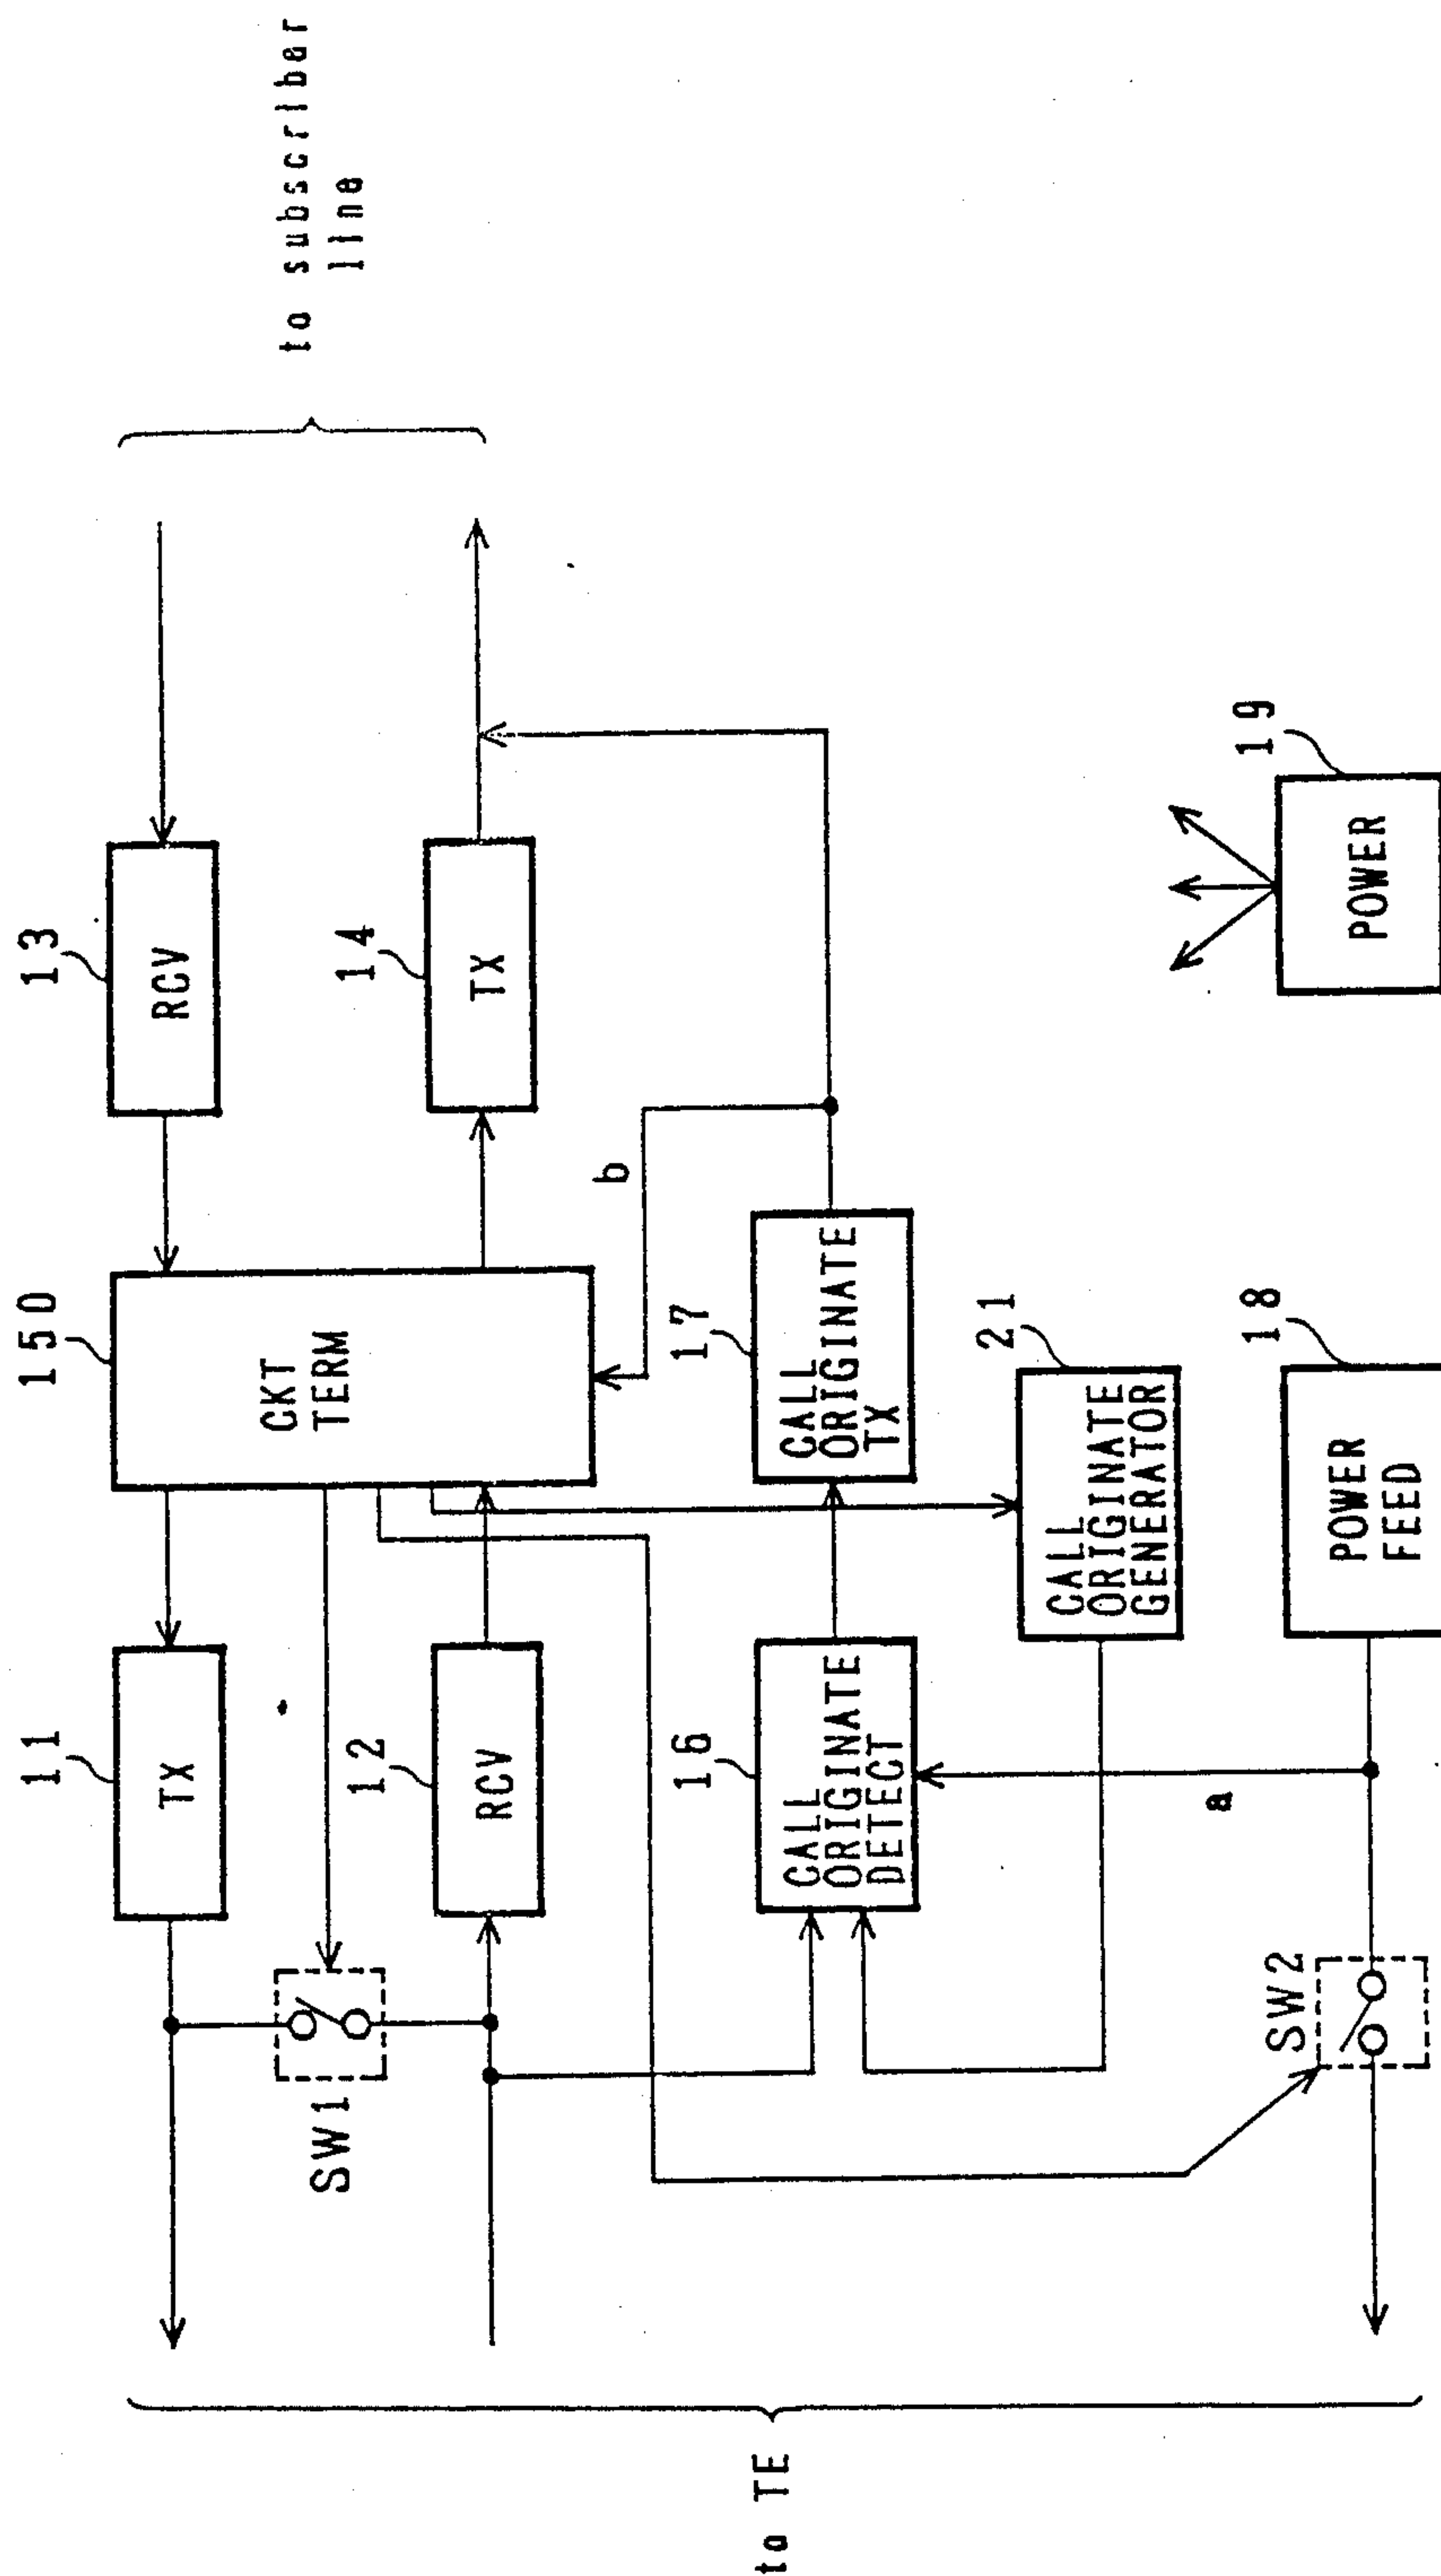 to subscriber
line
13
RCV
14
TX
150
CKT
TERM
b
11
TX
12
RCV
SW1
17
CALL
ORIGINATE
TX
16
CALL
ORIGINATE
DETECT
21
CALL
ORIGINATE
GENERATOR
a
18
POWER
FEED
19
POWER
SW2
to TE